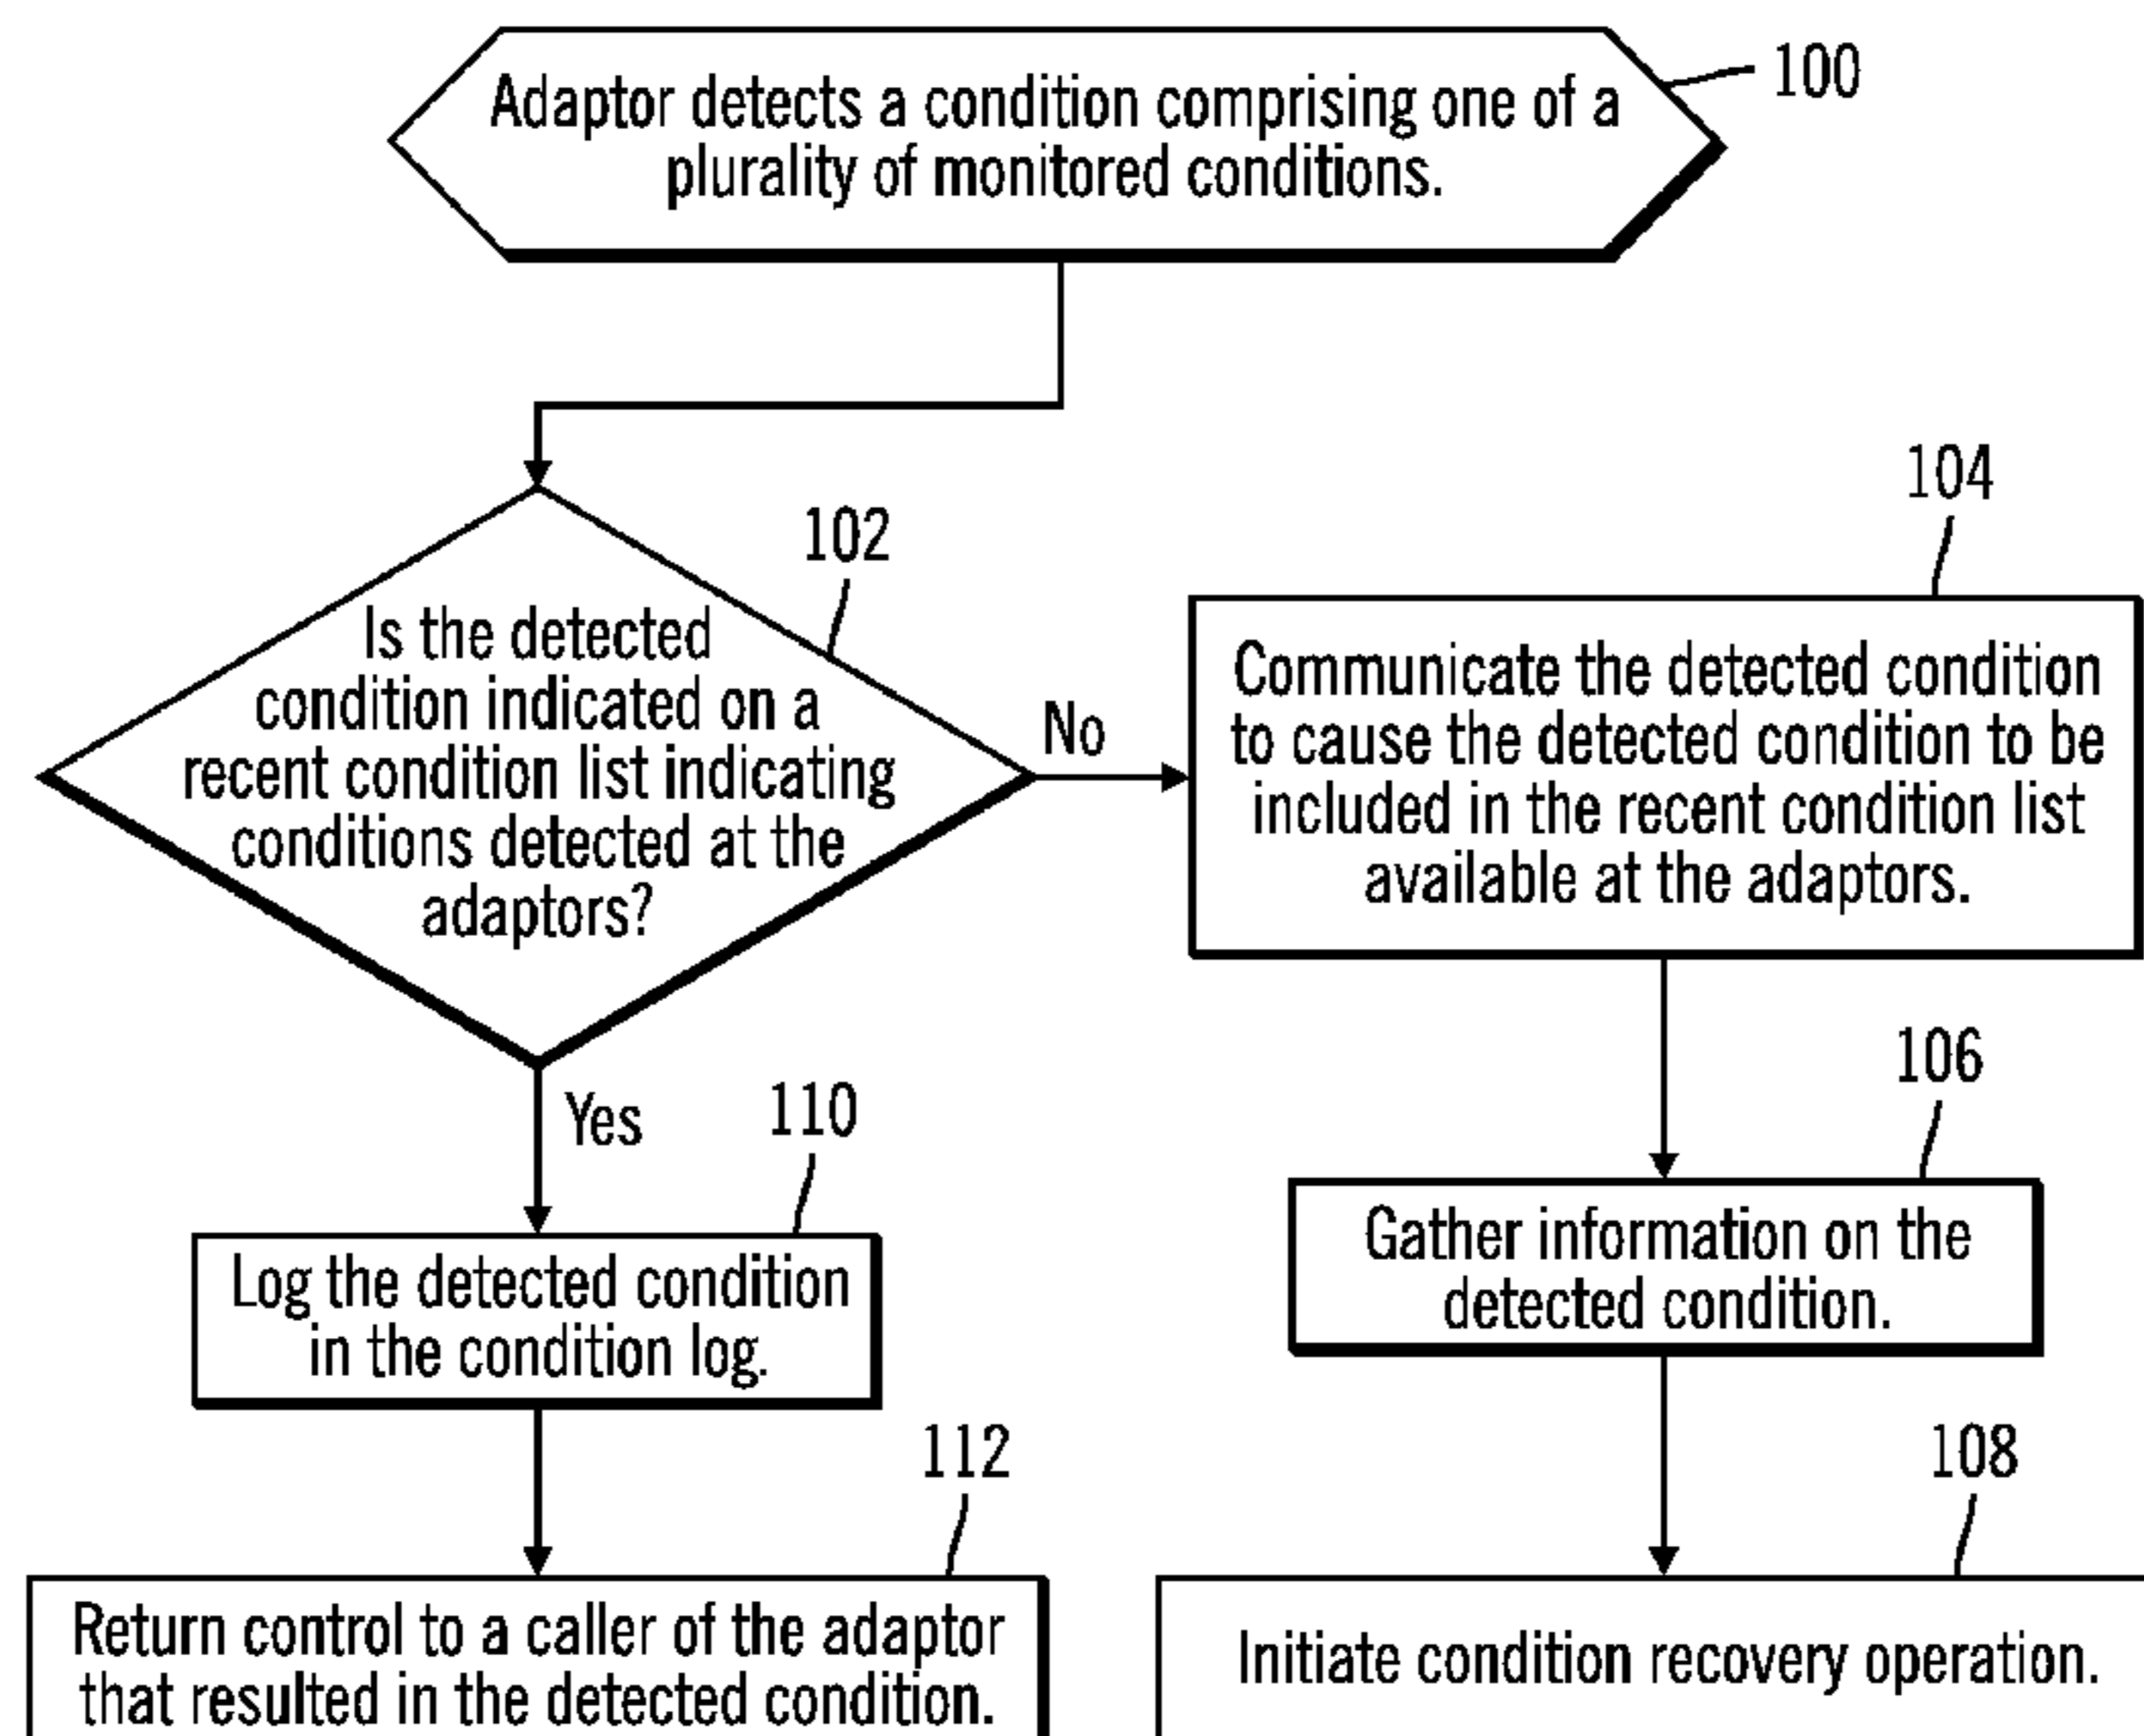 Adaptor detects a condition comprising one of a
plurality of monitored conditions.
100
102
Is the detected
condition indicated on a
recent condition list indicating
conditions detected at the
adaptors?
No
104
Communicate the detected condition
to cause the detected condition to be
included in the recent condition list
available at the adaptors.
106
Gather information on the
detected condition.
108
Initiate condition recovery operation.
Yes
110
Log the detected condition
in the condition log.
112
Return control to a caller of the adaptor
that resulted in the detected condition.